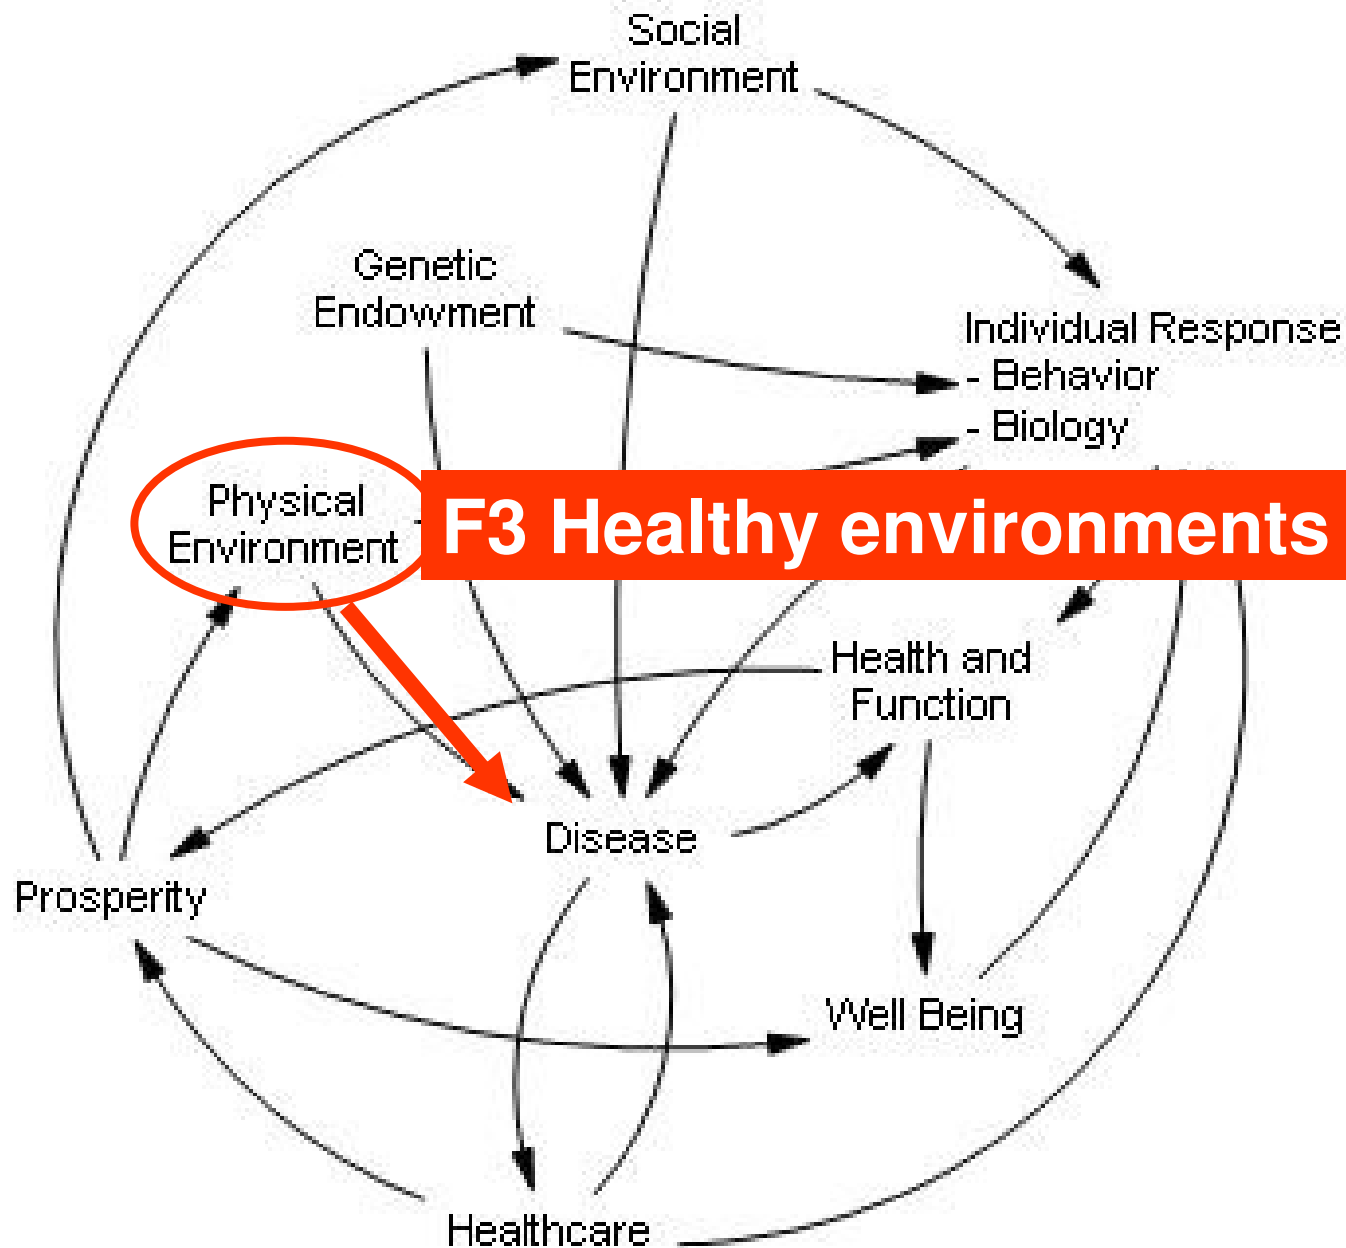 Social
Environment
Genetic
Endowment
Individual Response
- Behavior
- Biology
Physical
Environment
F3 Healthy environments
Health and
Function
Disease
Prosperity
Well Being
Healthcare